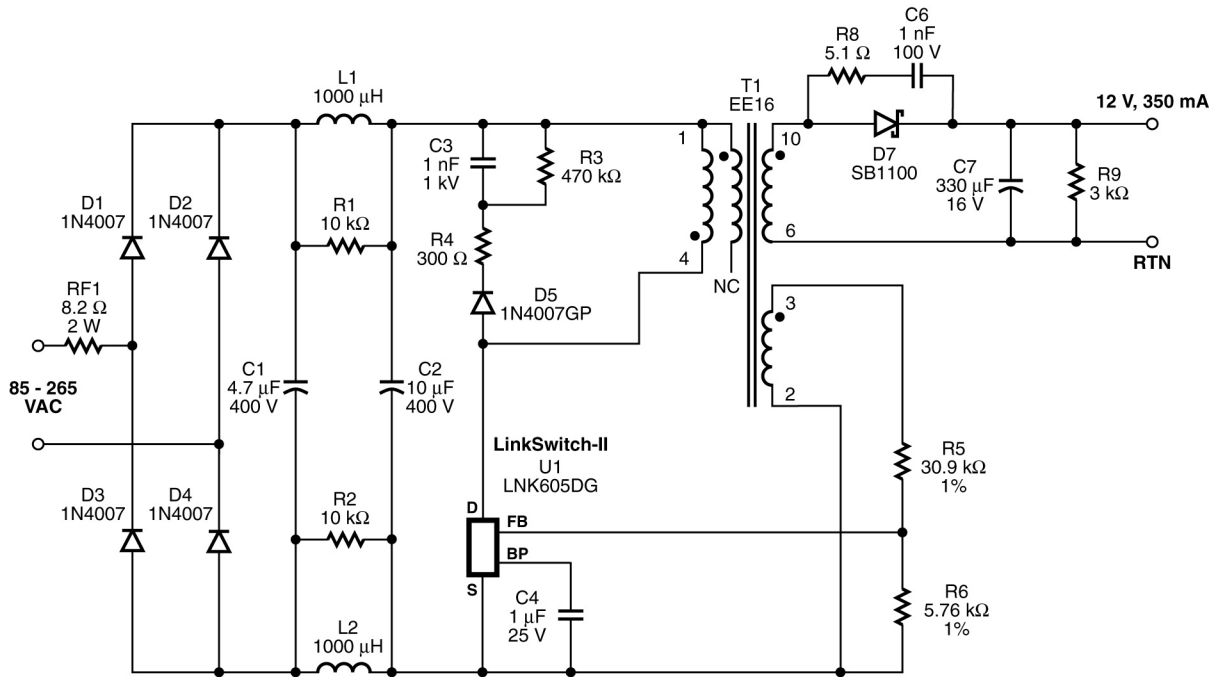 C6
1 nF
100 V
R8
5.1 Ω
L1
1000 μH
T1
EE16
12 V, 350 mA
1
10
C3
1 nF
1 kV
R3
470 kΩ
D7
SB1100
C7
330 μF
16 V
R9
3 kΩ
D1
1N4007
D2
1N4007
R1
10 kΩ
R4
300 Ω
4
6
NC
RTN
RF1
8.2 Ω
2 W
D5
1N4007GP
3
85 - 265
VAC
C1
4.7 μF
400 V
C2
10 μF
400 V
2
LinkSwitch-II
U1
LNK605DG
R5
30.9 kΩ
1%
D3
1N4007
D4
1N4007
R2
10 kΩ
D
FB
BP
S
C4
1 μF
25 V
R6
5.76 kΩ
1%
L2
1000 μH